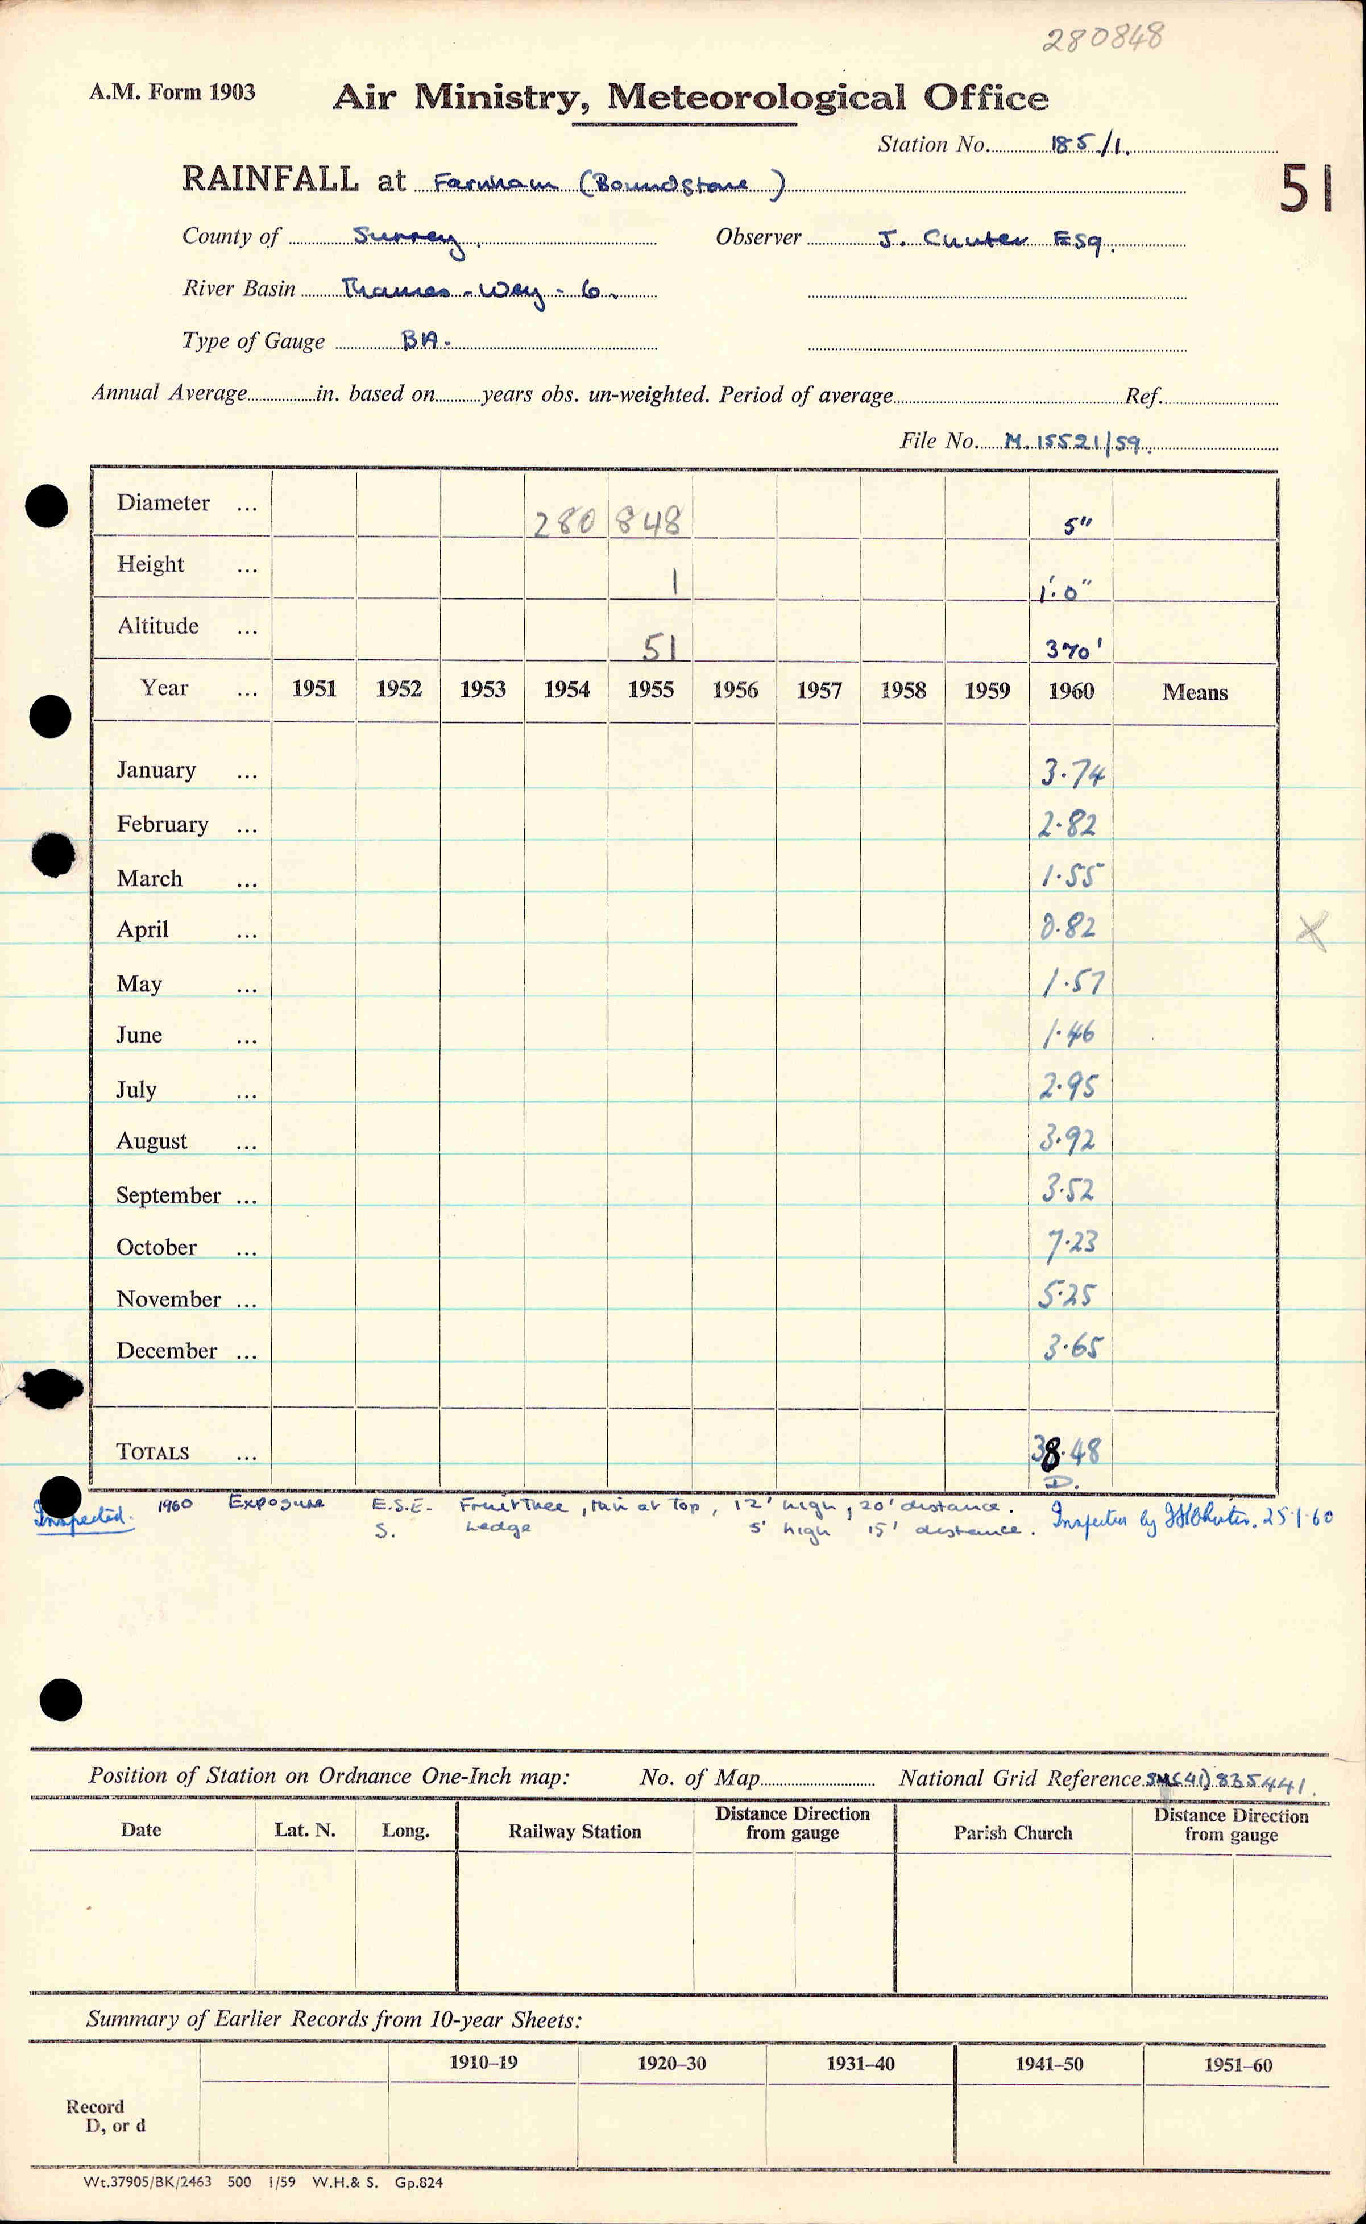 280848
A.M. Form 1903 Air Ministry, Meteorological Office
Station No. 185/1.
RAINFALL at Farnham (Boundstone) 51
County of Surrey. Observer J. Cunter Esq.
River Basin Thames - Wey - 6.
Type of Gauge BIA.
Annual Average in. based on years obs. un-weighted. Period of average Ref.
File No. M.15521/59.
Diameter ... 280 848 5"
Height ... 1 1'.0"
Altitude ... 51 370'
Year ... 1951 1952 1953 1954 1955 1956 1957 1958 1959 1960 Means
January ... 3.74
February ... 2.82
March ... 1.55
April ... 0.82 X
May ... 1.57
June ... 1.46
July ... 2.95
August ... 3.92
September ... 3.52
October ... 7.23
November ... 5.25
December ... 3.65
TOTALS ... 38.48
D.
Inspected. 1960 Exposure E.S.E. Fruit Tree, thin at top, 12' high, 20' distance.
S. hedge 5' high 15' distance. Inspected by 25.1.60
Position of Station on Ordnance One-Inch map: No. of Map National Grid Reference (41) 835441.
Date Lat. N. Long. Railway Station Distance Direction from gauge Parish Church Distance Direction from gauge
Summary of Earlier Records from 10-year Sheets:
1910–19 1920–30 1931–40 1941–50 1951–60
Record
D, or d
Wt.37905/BK/2463 500 1/59 W.H.& S. Gp.824